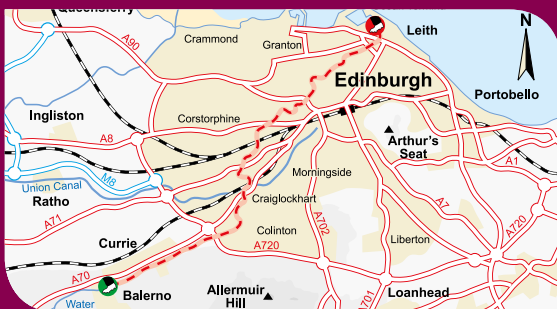 Queensferry
A90
Crammond
Granton
Leith
N
Edinburgh
Portobello
Ingliston
Corstorphine
A8
Arthur's
Seat
A1
M8
Union Canal
Ratho
Morningside
A71
Craiglockhart
A702
A7
A720
Currie
Colinton
Liberton
A720
A70
Balerno
Water
Allermuir
Hill
A701
Loanhead